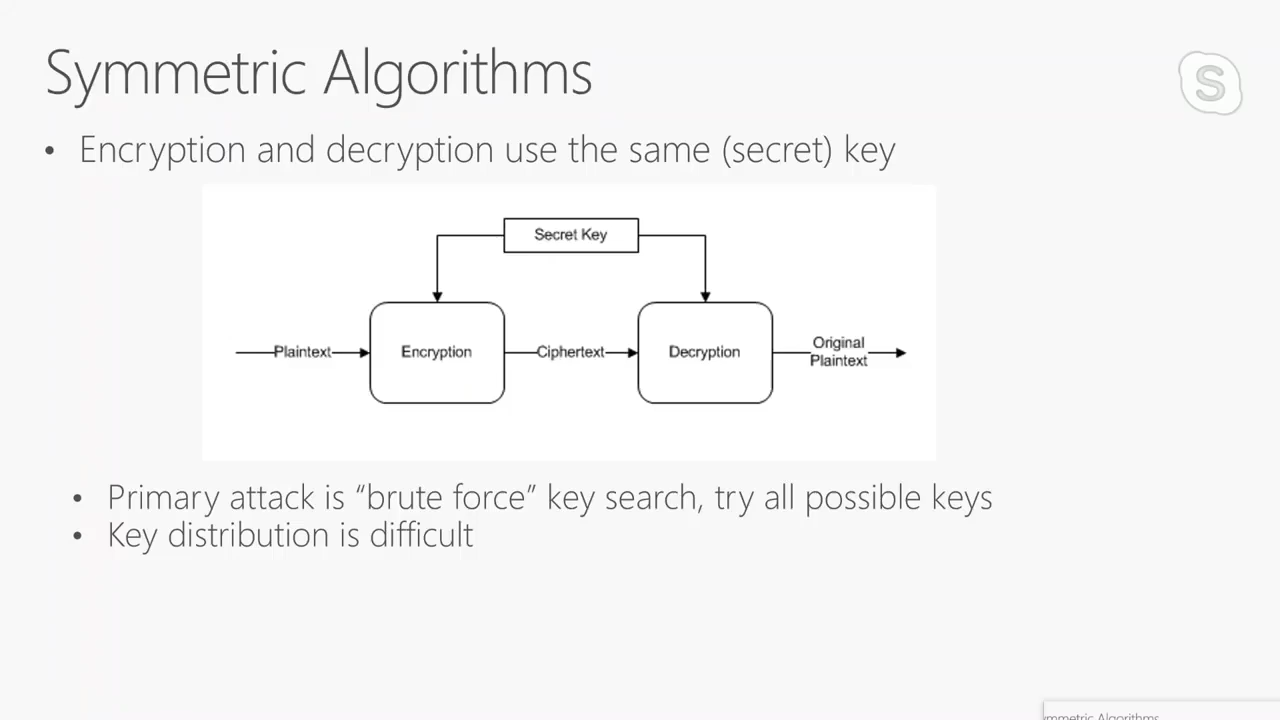 Symmetric Algorithms
S
• Encryption and decryption use the same (secret) key
Secret Key
Plaintext
Encryption
Ciphertext
Decryption
Original
Plaintext
• Primary attack is “brute force” key search, try all possible keys
• Key distribution is difficult
Algorithms